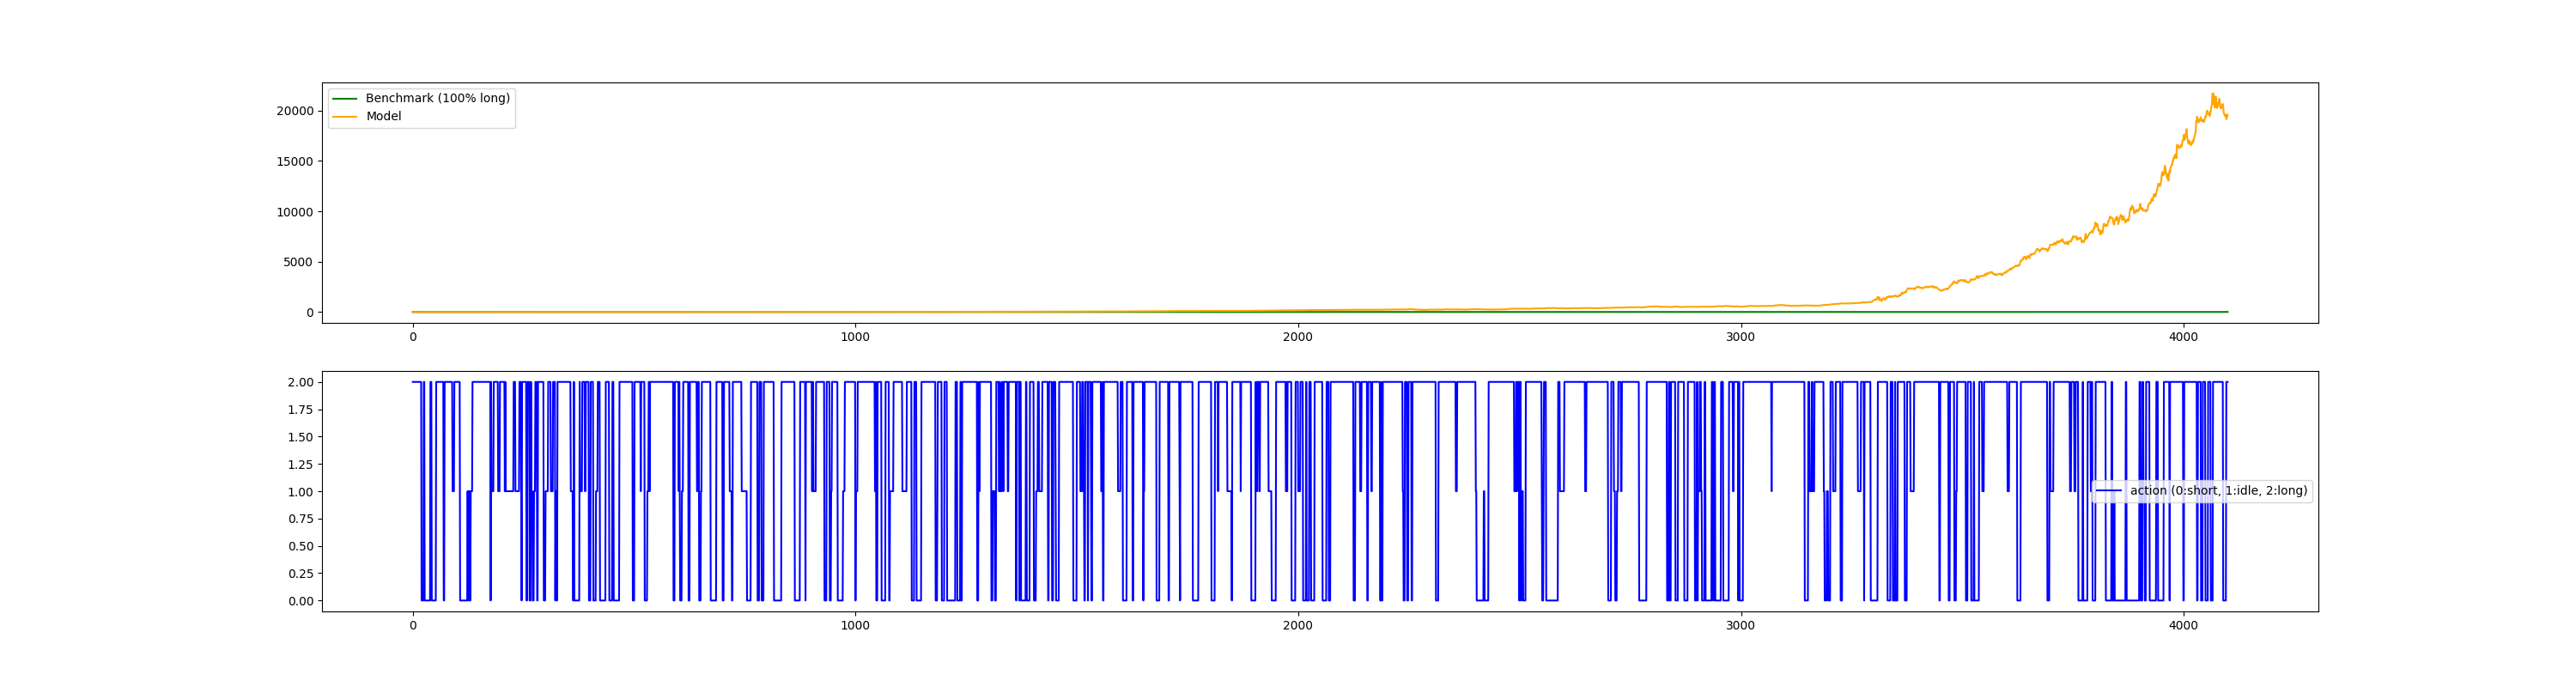 Benchmark (100% long)
Model
20000
15000
10000
5000
0
0 1000 2000 3000 4000
2.00
1.75
1.50
1.25
1.00
action (0:short, 1:idle, 2:long)
0.75
0.50
0.25
0.00
0 1000 2000 3000 4000